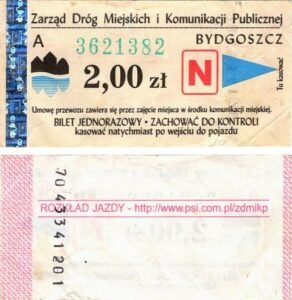 Zarząd Dróg Miejskich i Komunikacji Publicznej
A 3621382 BYDGOSZCZ
2,00 zł N
Tu kasować
Umowę przewozu zawiera się przez zajęcie miejsca w środku komunikacji miejskiej.
BILET JEDNORAZOWY • ZACHOWAĆ DO KONTROLI
kasować natychmiast po wejściu do pojazdu
ROZKŁAD JAZDY - http://www.psi.com.pl/zdmikp